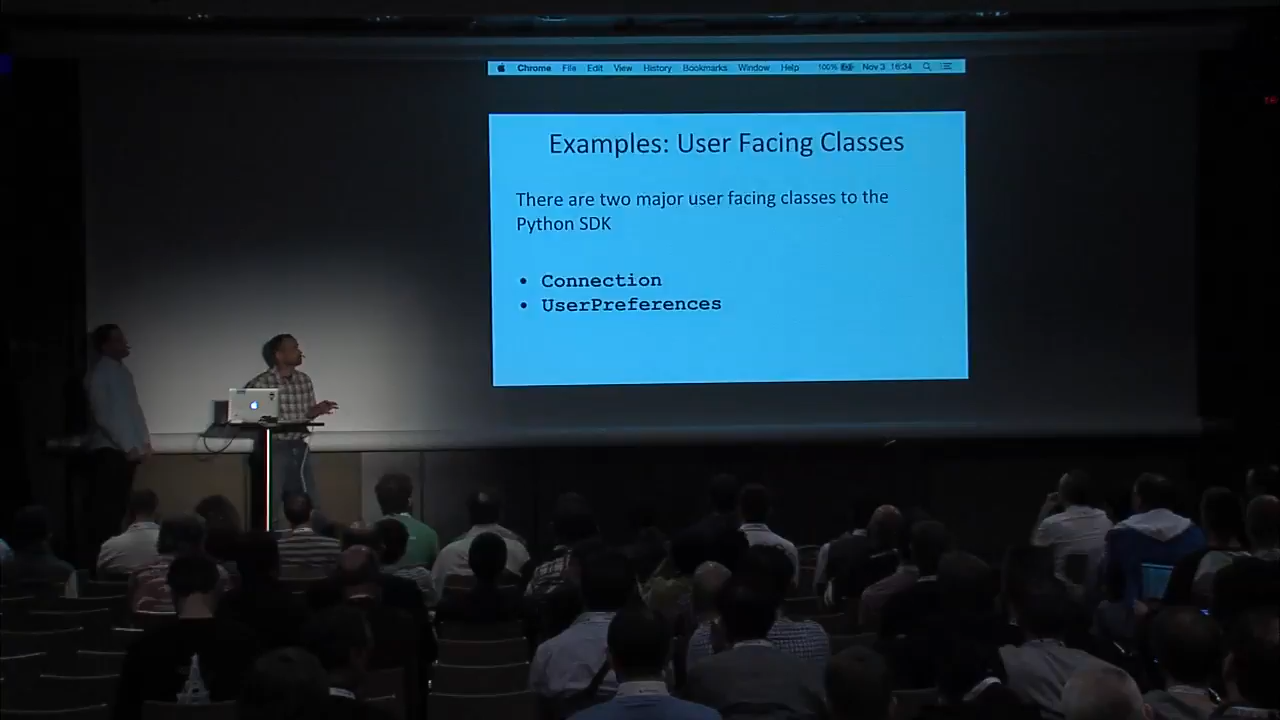 Chrome File Edit View History Bookmarks Window Help 100% Nov 3 16:34
Examples: User Facing Classes
There are two major user facing classes to the
Python SDK
• Connection
• UserPreferences